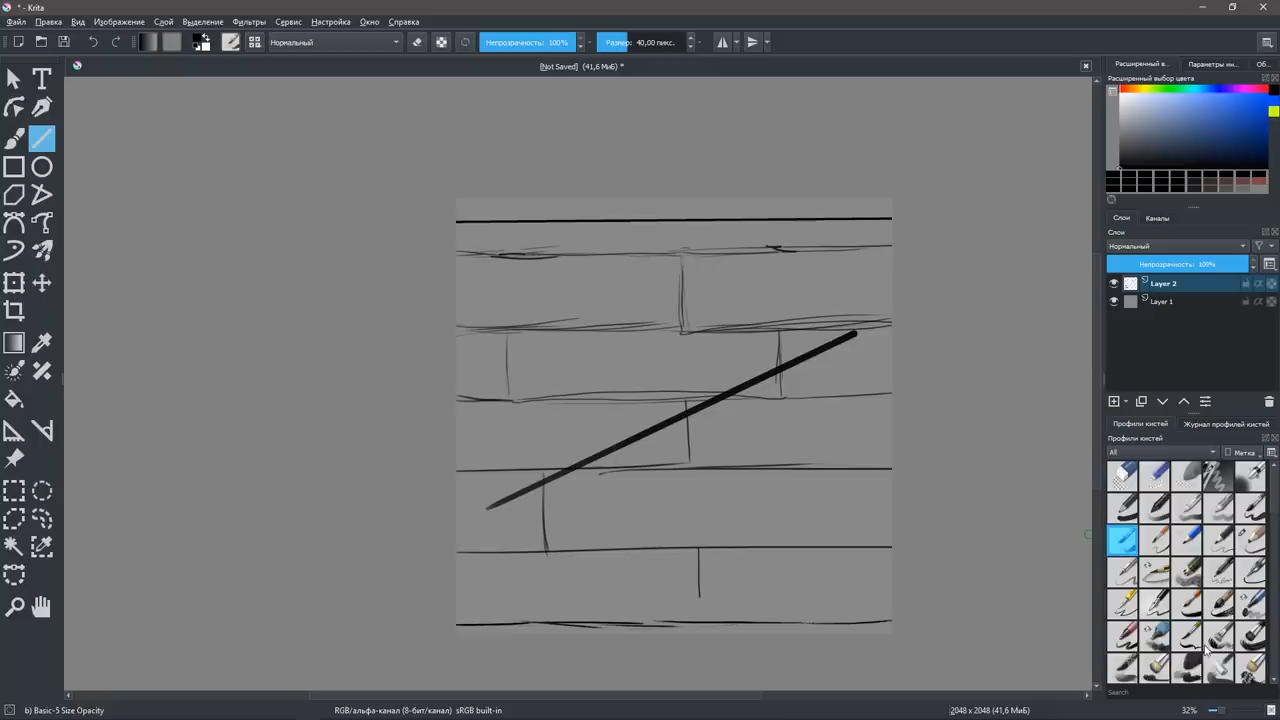 * - Krita
Файл Правка Вид Изображение Слой Выделение Фильтры Сервис Настройка Окно Справка
Нормальный Непрозрачность: 100% Размер: 40,00 пикс.
[Not Saved] (41,6 МиБ) *
Расширенный в... Параметры ин... Об...
Расширенный выбор цвета
Слои Каналы
Слои
Нормальный
Непрозрачность: 100%
Layer 2
Layer 1
Профили кистей Журнал профилей кистей
Профили кистей
All Метка
Search
b) Basic-5 Size Opacity RGB/альфа-канал (8-бит/канал) sRGB built-in 2048 x 2048 (41,6 МиБ) 32%